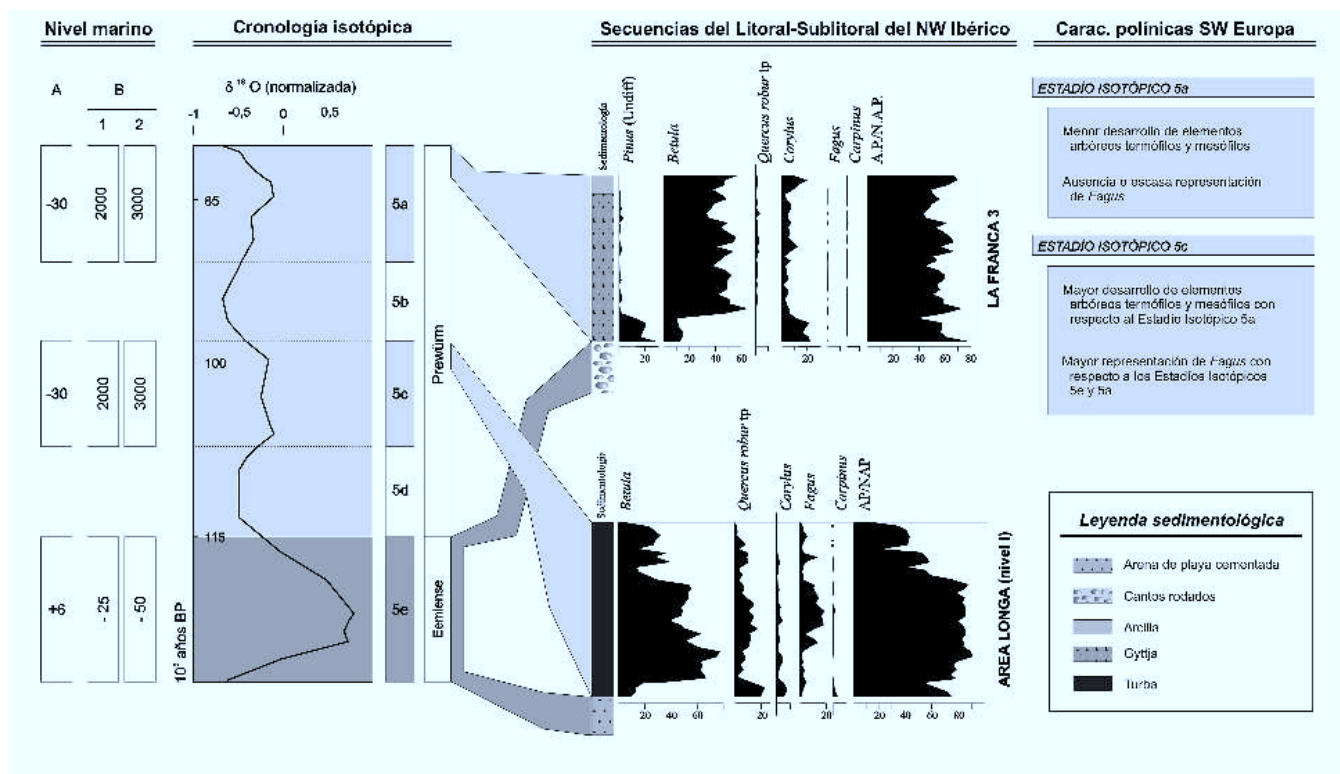 Nivel marino
Cronología isotópica
Secuencias del Litoral-Sublitoral del NW Ibérico
Carac. polínicas SW Europa
A
B
1
2
δ 18 O (normalizada)
-1
-0,5
0
0,5
-30
2000
3000
-30
2000
3000
+6
- 25
- 50
85
100
115
10³ años BP
5a
5b
5c
5d
5e
Prewürm
Eemiense
Sedimentología
Pinus (Undiff)
Betula
Quercus robur tp
Corylus
Fagus
Carpinus
A.P./N.A.P.
20
20
40
60
20
20
40
60
80
LA FRANCA 3
Sedimentología
Betula
Quercus robur tp
Corylus
Fagus
Carpinus
AP/NAP
20
40
60
20
20
20
40
60
80
AREA LONGA (nivel I)
ESTADÍO ISOTÓPICO 5a
Menor desarrollo de elementos
arbóreos termófilos y mesófilos
Ausencia o escasa representación
de Fagus
ESTADÍO ISOTÓPICO 5c
Mayor desarrollo de elementos
arbóreos termófilos y mesófilos con
respecto al Estadío Isotópico 5a
Mayor representación de Fagus con
respecto a los Estadíos Isotópicos
5e y 5a
Leyenda sedimentológica
Arena de playa cementada
Cantos rodados
Arcilla
Gyttja
Turba